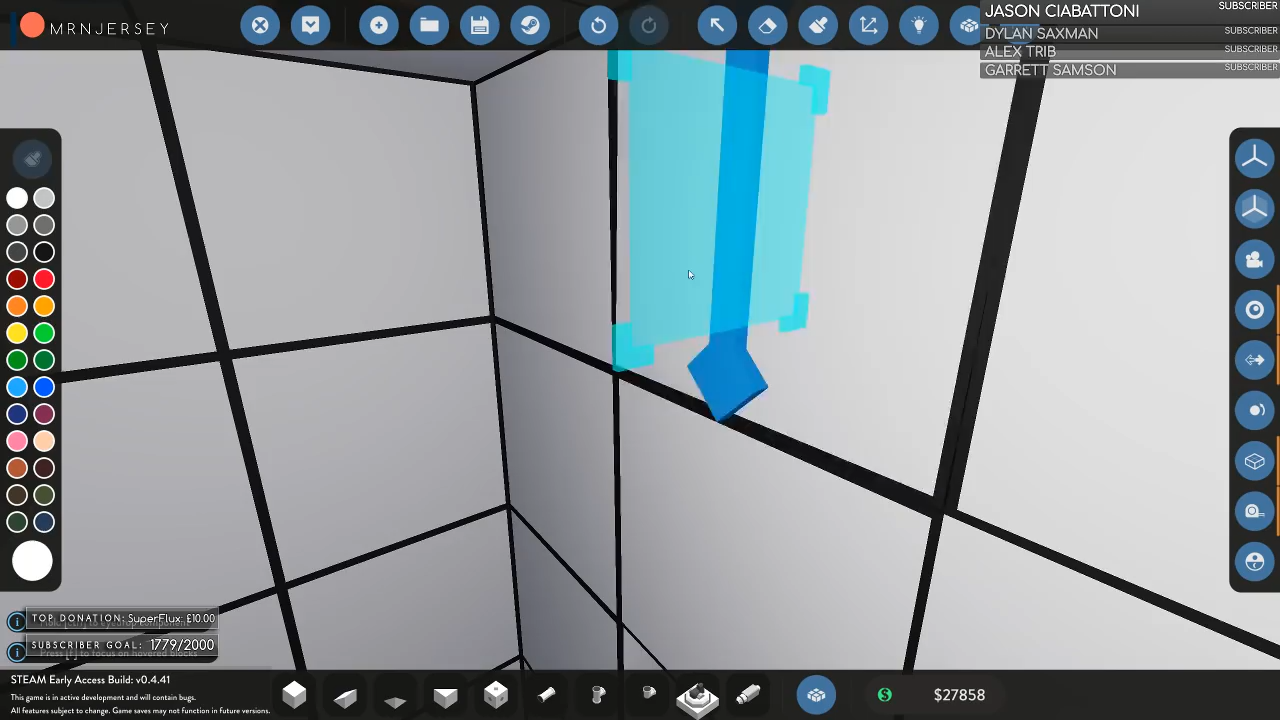 MRNJERSEY
JASON CIABATTONI SUBSCRIBER
DYLAN SAXMAN SUBSCRIBER
ALEX TRIB SUBSCRIBER
GARRETT SAMSON SUBSCRIBER
TOP DONATION: SuperFlux: £10.00
SUBSCRIBER GOAL: 1779/2000
STEAM Early Access Build: v0.4.41
This game is in active development and will contain bugs.
All features subject to change. Game saves may not function in future versions.
$ $27858